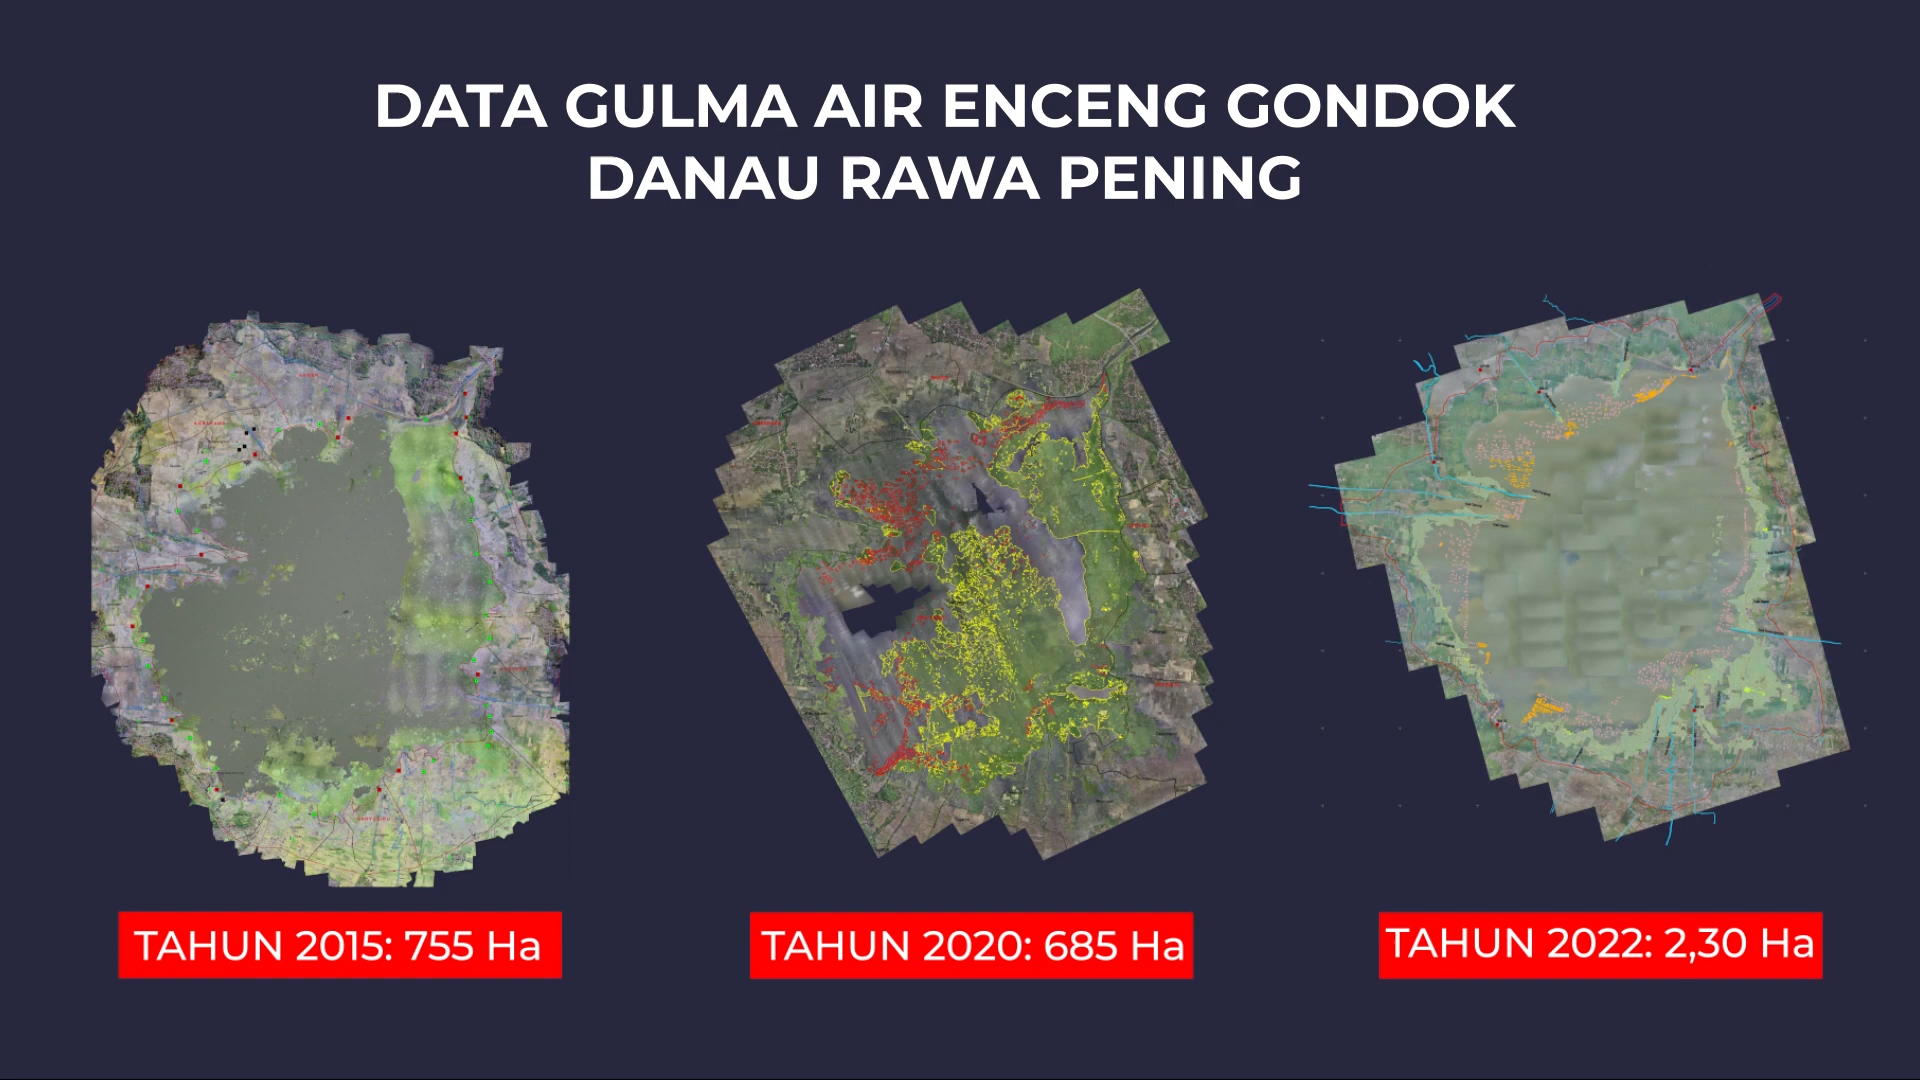 DATA GULMA AIR ENCENG GONDOK
DANAU RAWA PENING
TAHUN 2015: 755 Ha
TAHUN 2020: 685 Ha
TAHUN 2022: 2,30 Ha